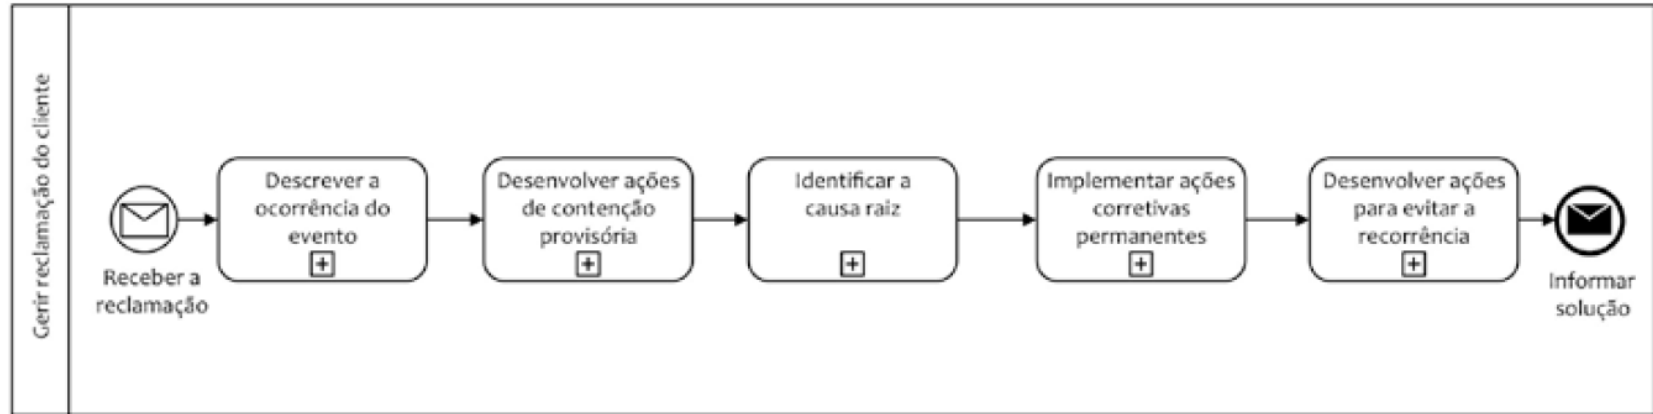 Gerir reclamação do cliente
Receber a
reclamação
Descrever a
ocorrência do
evento
Desenvolver ações
de contenção
provisória
Identificar a
causa raiz
Implementar ações
corretivas
permanentes
Desenvolver ações
para evitar a
recorrência
Informar
solução